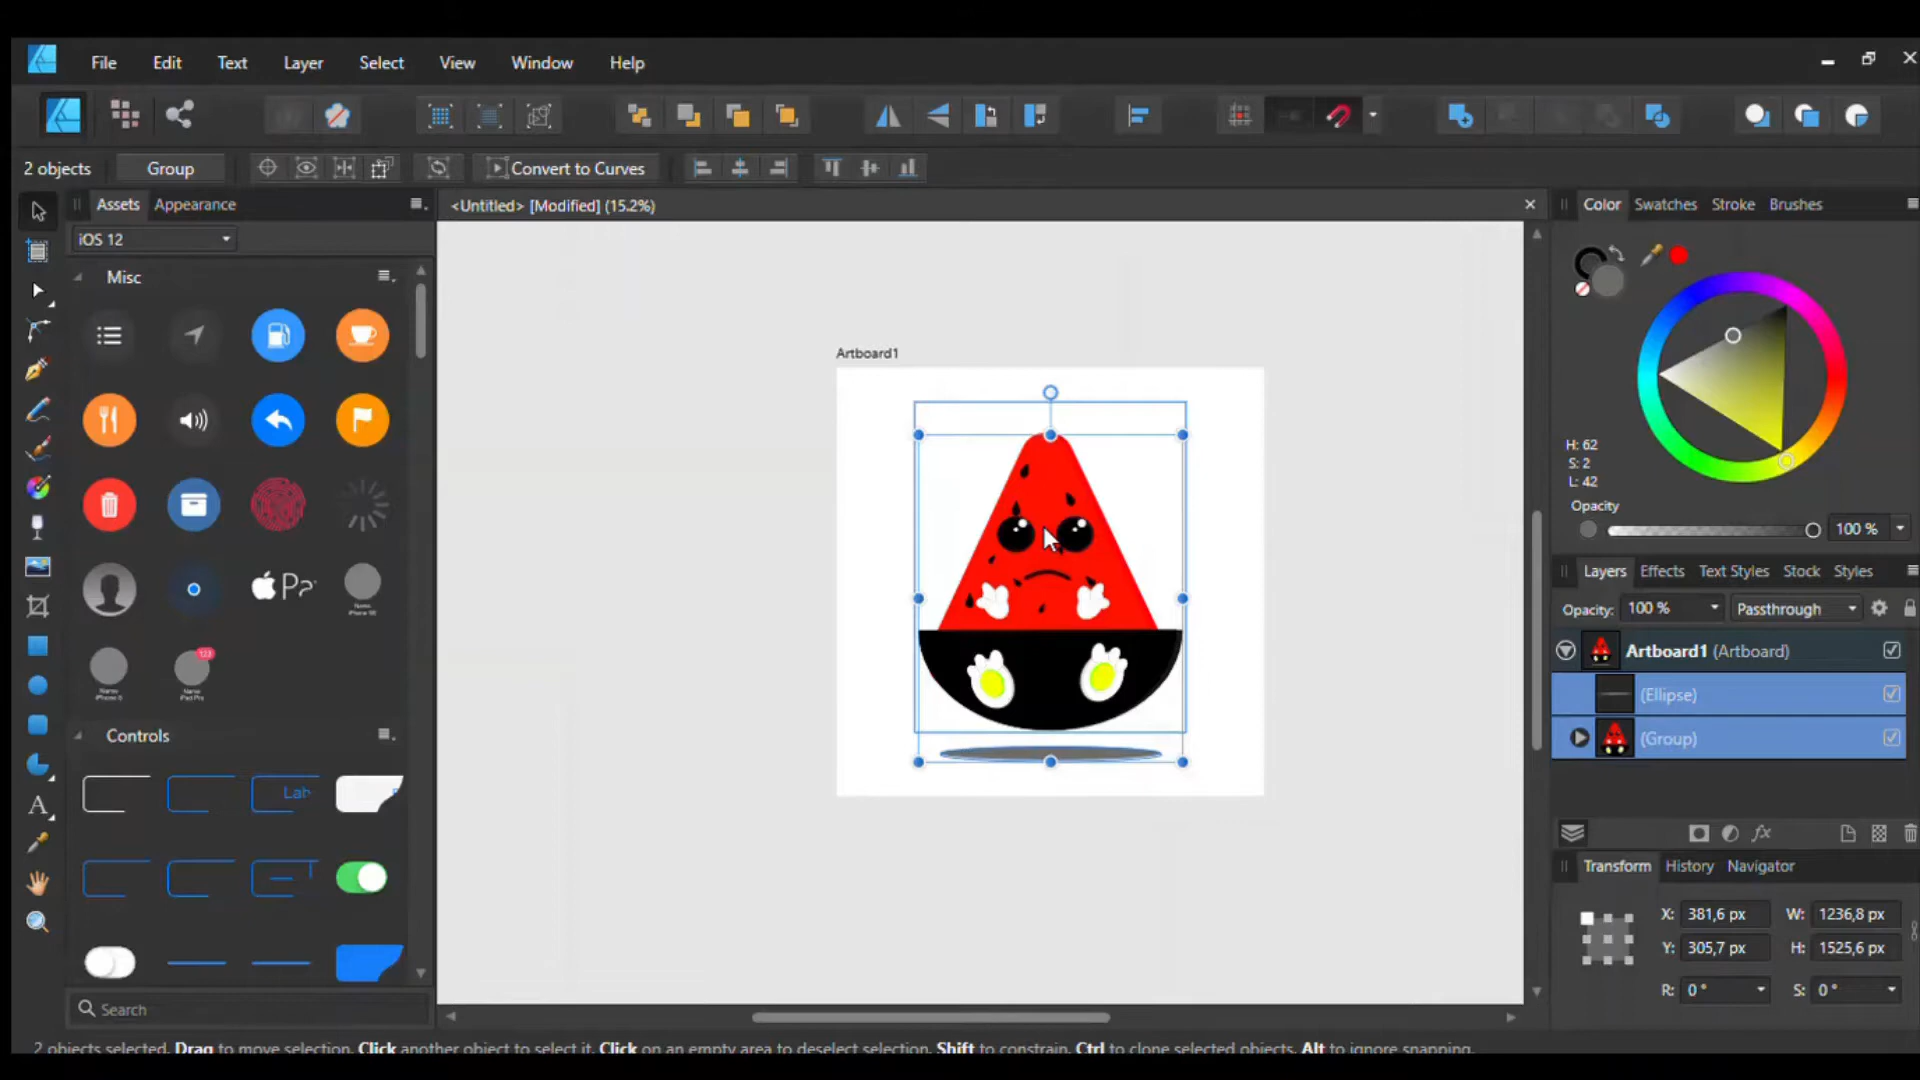 File Edit Text Layer Select View Window Help
2 objects Group Convert to Curves
Assets Appearance
<Untitled> [Modified] (15.2%)
Color Swatches Stroke Brushes
iOS 12
Misc
Artboard1
H: 62
S: 2
L: 42
Opacity
100 %
Layers Effects Text Styles Stock Styles
Opacity: 100 % Passthrough
Artboard1 (Artboard)
(Ellipse)
(Group)
123
Controls
Lab
Transform History Navigator
X: 381,6 px W: 1236,8 px
Y: 305,7 px H: 1525,6 px
R: 0 ° S: 0 °
Search
2 objects selected. Drag to move selection. Click another object to select it. Click on an empty area to deselect selection. Shift to constrain. Ctrl to clone selected objects. Alt to ignore snapping.